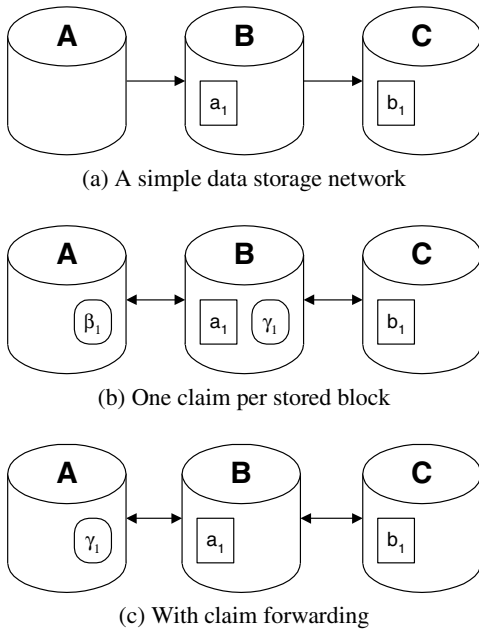 A B C
a₁ b₁
(a) A simple data storage network
A B C
β₁ a₁ γ₁ b₁
(b) One claim per stored block
A B C
γ₁ a₁ b₁
(c) With claim forwarding